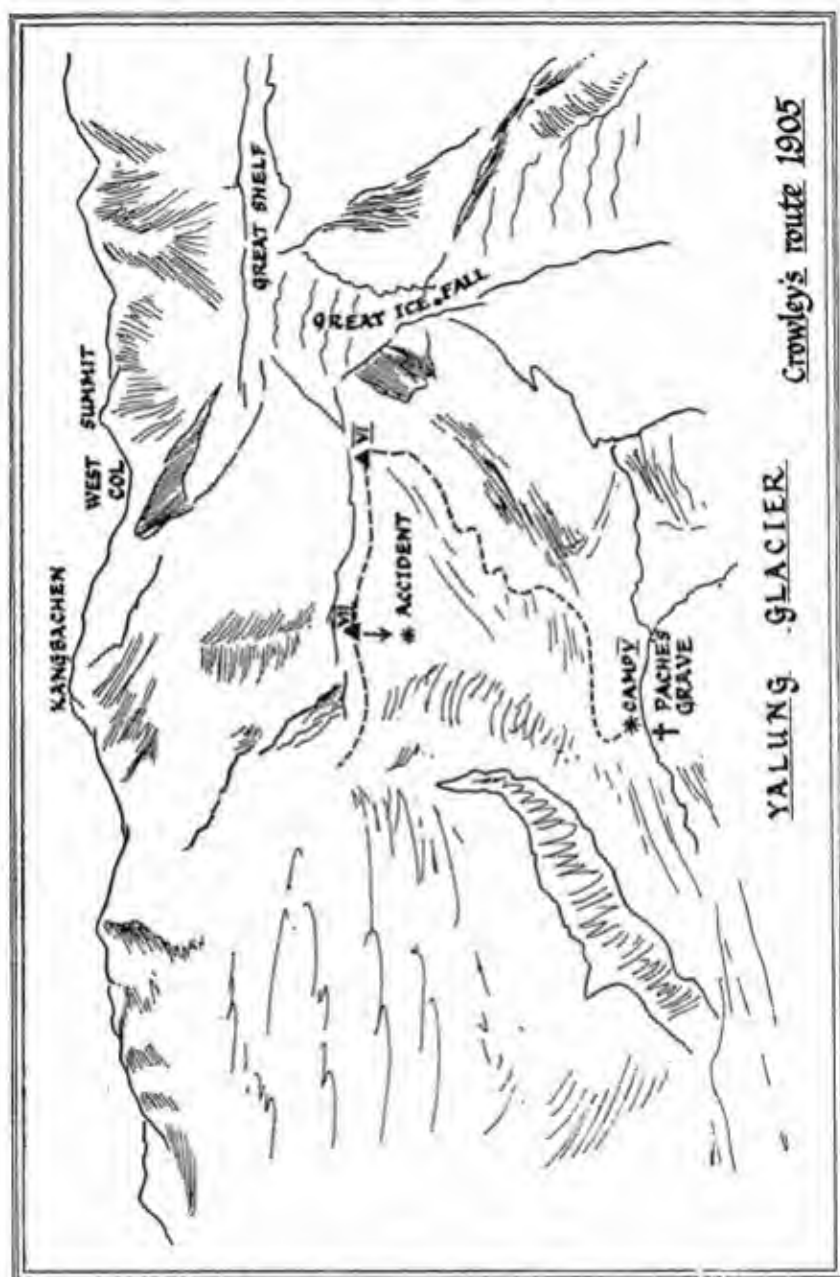 KANGBACHEN
WEST SUMMIT
COL
GREAT SHELF
GREAT ICE FALL
VII
VI
ACCIDENT
CAMP V
PACHES
GRAVE
YALUNG GLACIER
Crowley's route 1905